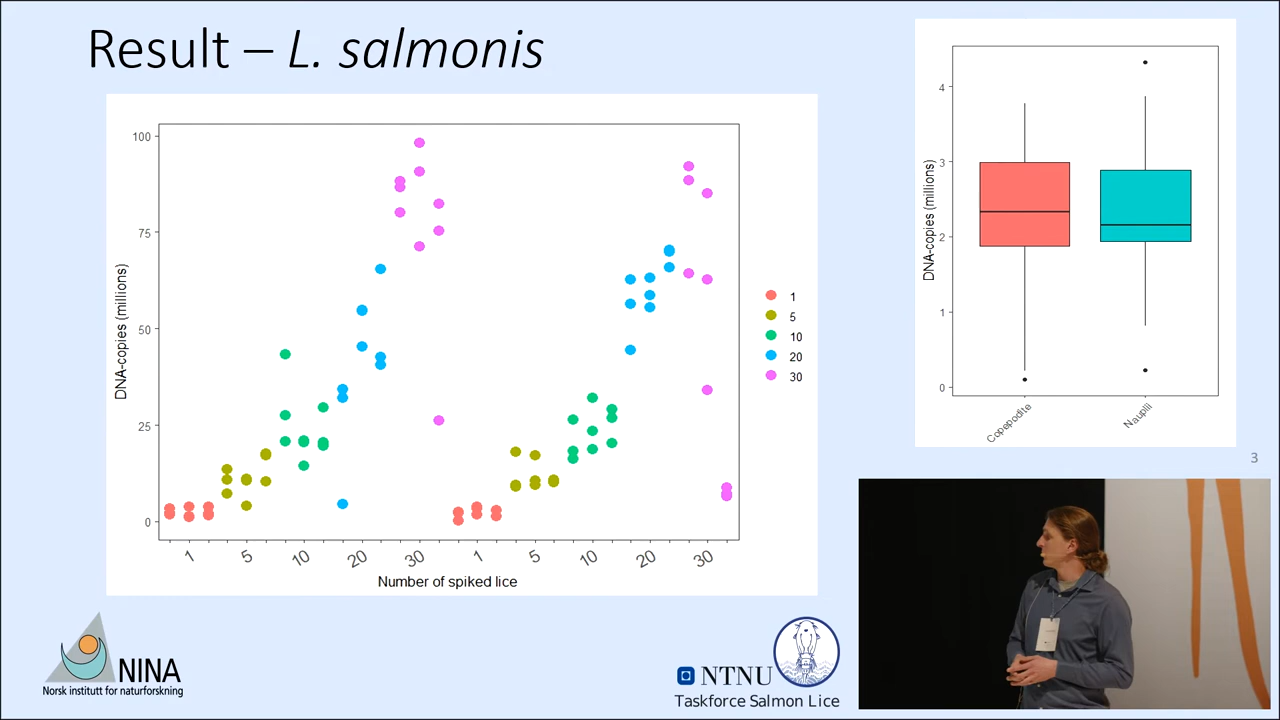 Result – L. salmonis
100
75
50
25
0
DNA-copies (millions)
1
5
10
20
30
1
5
10
20
30
Number of spiked lice
1
5
10
20
30
4
3
2
1
0
DNA-copies (millions)
Copepodite
Nauplii
3
NINA
Norsk institutt for naturforskning
NTNU
Taskforce Salmon Lice